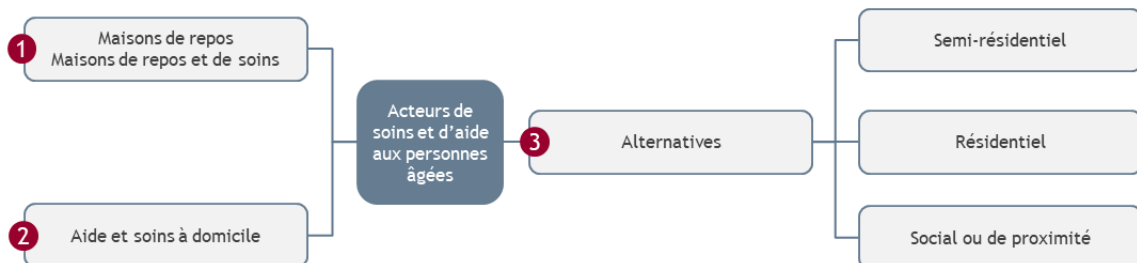 1
Maisons de repos
Maisons de repos et de soins
2
Aide et soins à domicile
Acteurs de
soins et d'aide
aux personnes
âgées
3
Alternatives
Semi-résidentiel
Résidentiel
Social ou de proximité